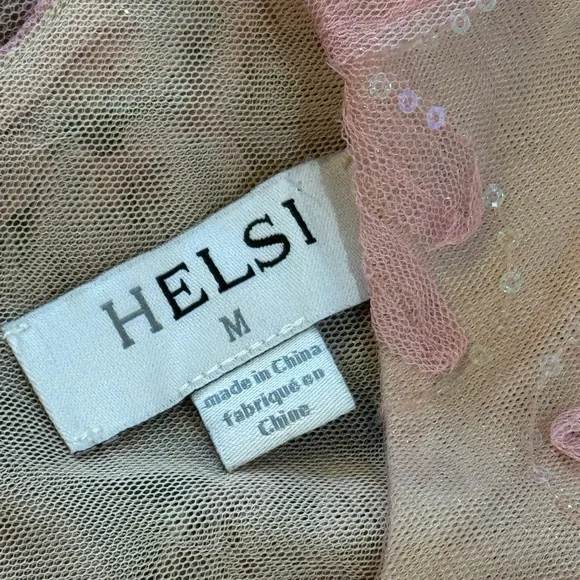 HELSI
M
made in China
fabriqué en
Chine